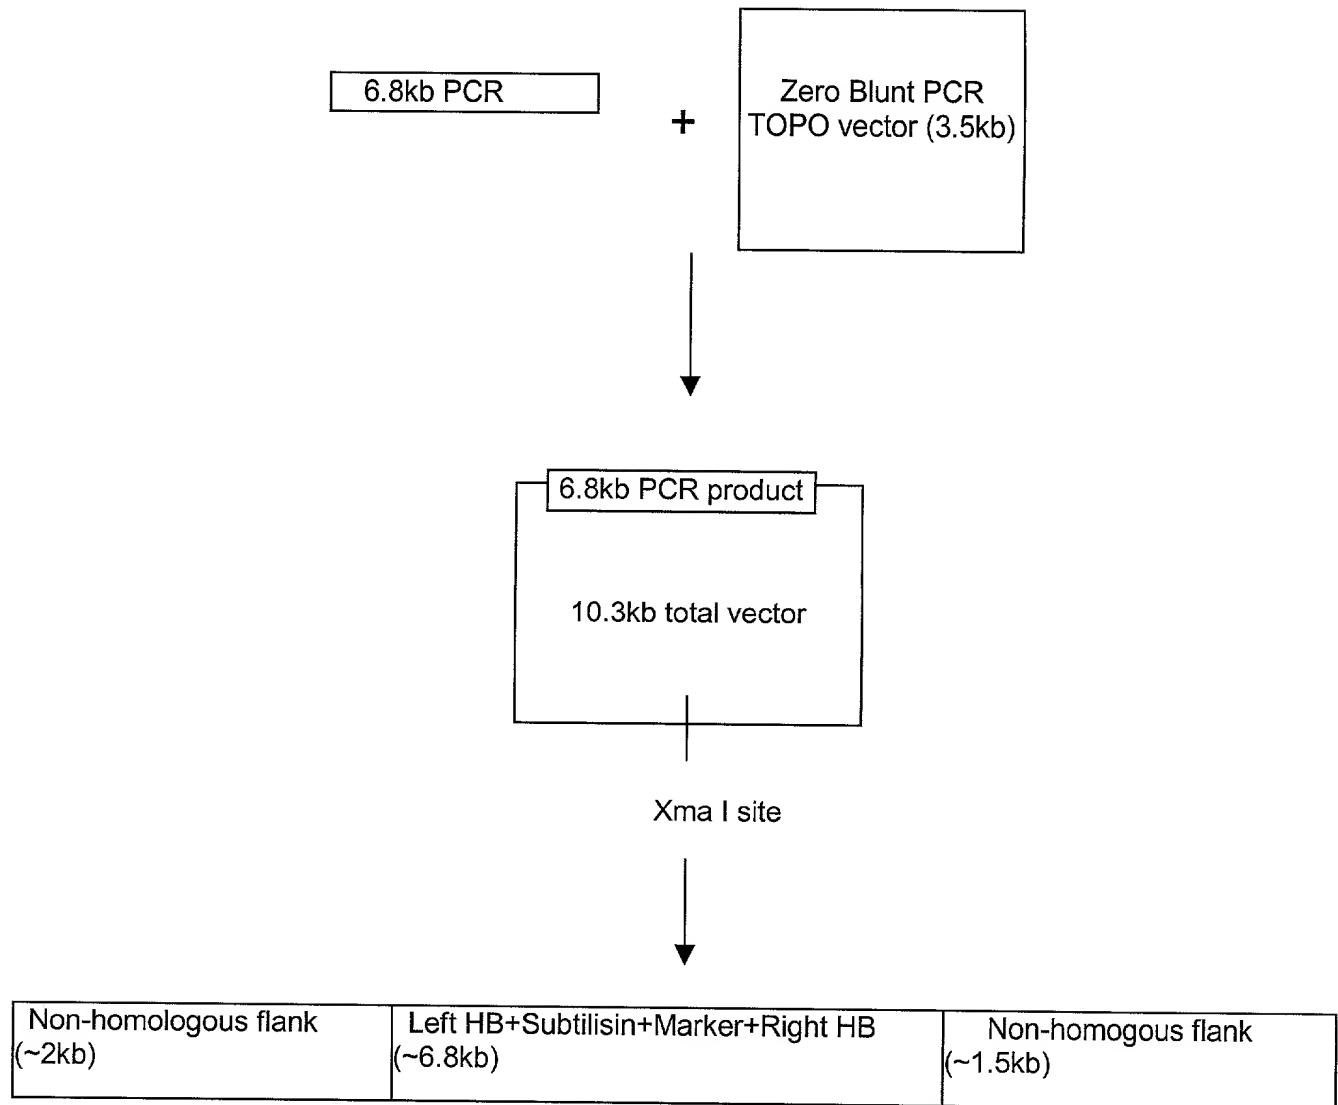 6.8kb PCR
+
Zero Blunt PCR
TOPO vector (3.5kb)
6.8kb PCR product
10.3kb total vector
Xma I site
Non-homologous flank
(~2kb)
Left HB+Subtilisin+Marker+Right HB
(~6.8kb)
Non-homogous flank
(~1.5kb)